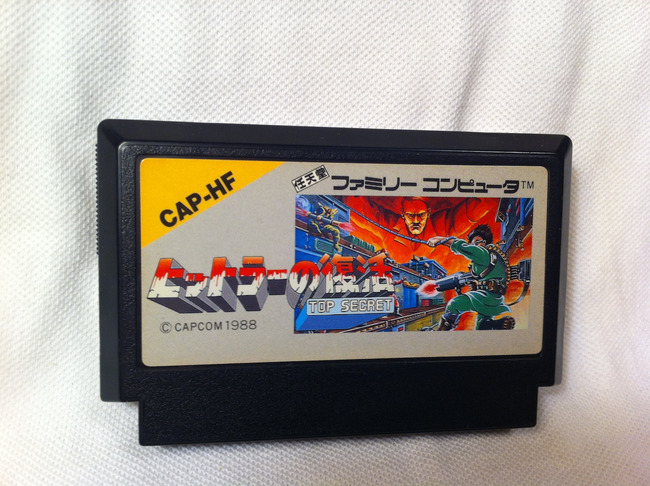 CAP-HF
任天堂 ファミリー コンピュータ™
ヒットラーの復活
TOP SECRET
© CAPCOM 1988